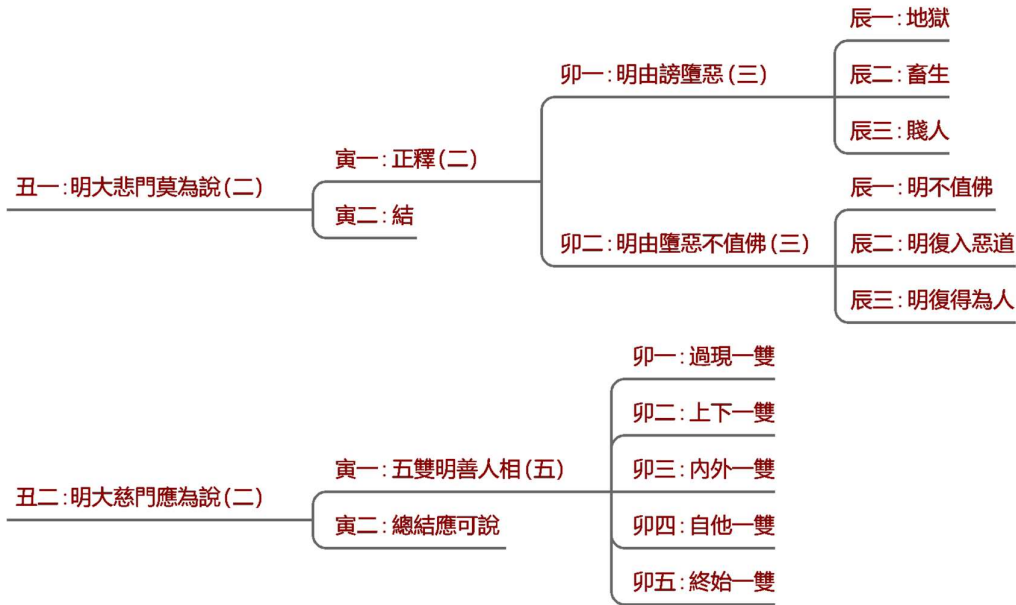 丑一:明大悲門莫為說(二)
寅一:正釋(二)
卯一:明由謗墮惡(三)
辰一:地獄
辰二:畜生
辰三:賤人
卯二:明由墮惡不值佛(三)
辰一:明不值佛
辰二:明復入惡道
辰三:明復得為人
寅二:結
丑二:明大慈門應為說(二)
寅一:五雙明善人相(五)
卯一:過現一雙
卯二:上下一雙
卯三:內外一雙
卯四:自他一雙
卯五:終始一雙
寅二:總結應可說